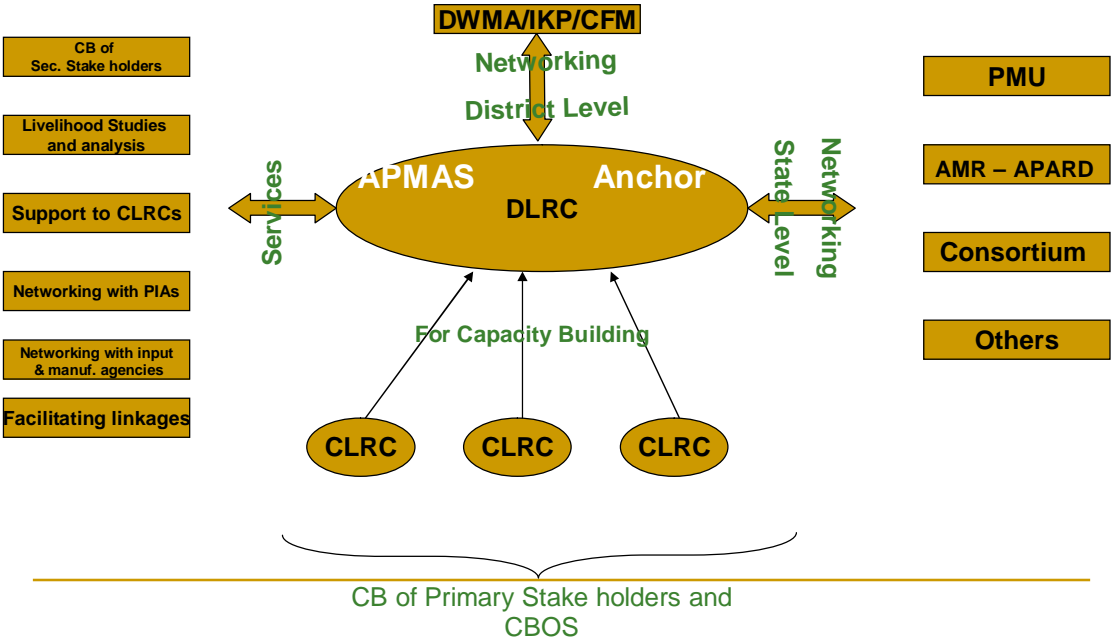 DWMA/IKP/CFM
Networking
District Level
CB of
Sec. Stake holders
Livelihood Studies
and analysis
Support to CLRCs
Networking with PIAs
Networking with input
& manuf. agencies
Facilitating linkages
Services
APMAS Anchor
DLRC
Networking
State Level
PMU
AMR – APARD
Consortium
Others
For Capacity Building
CLRC CLRC CLRC
CB of Primary Stake holders and
CBOS